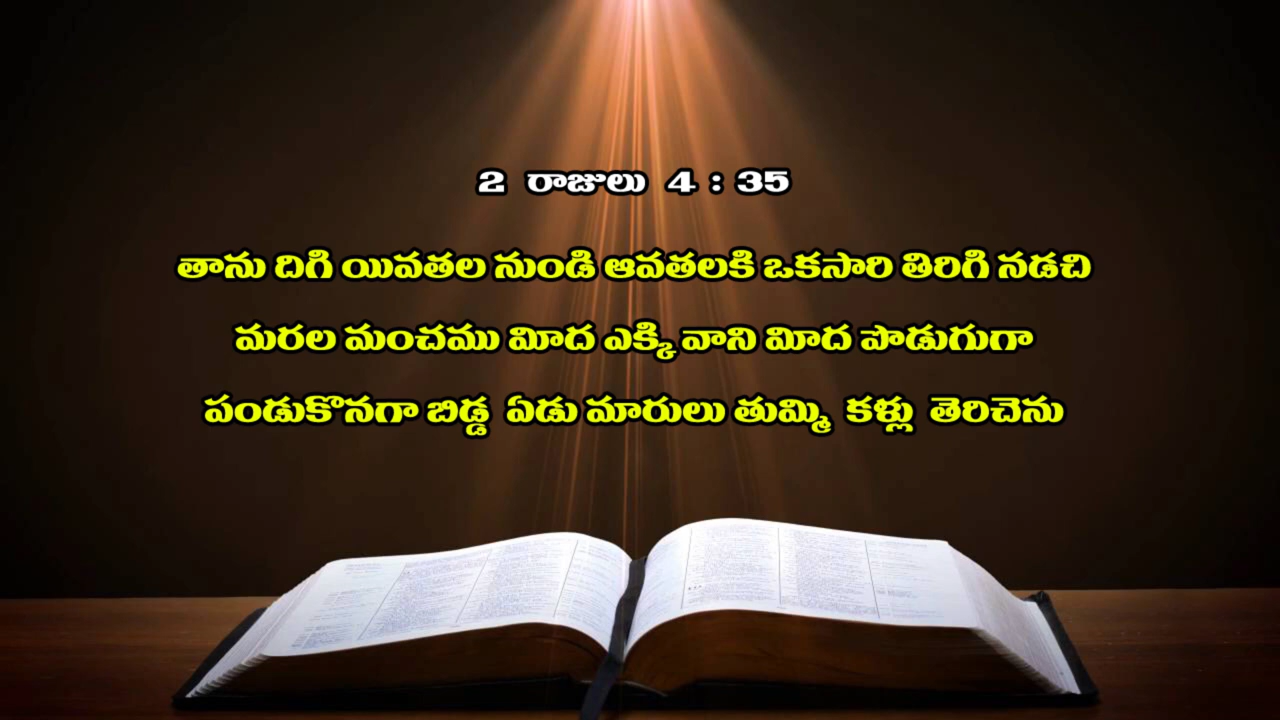 2 రాజులు 4 : 35
తాను దిగి యివతల నుండి ఆవతలకి ఒకసారి తిరిగి నడచి
మరల మంచము మీద ఎక్కి వాని మీద పొడుగుగా
పండుకొనగా బిడ్డ ఏడు మారులు తుమ్మి కళ్లు తెరిచెను